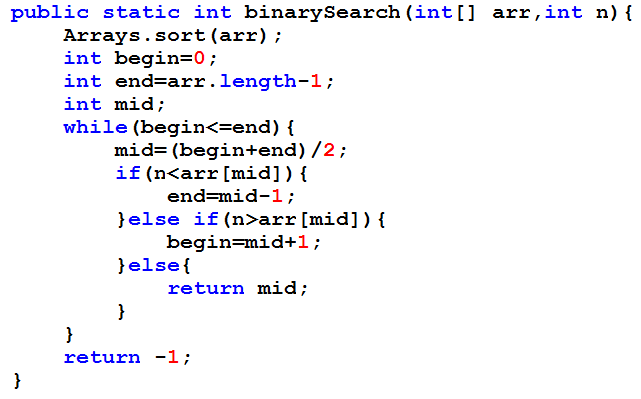 public static int binarySearch(int[] arr,int n){
    Arrays.sort(arr);
    int begin=0;
    int end=arr.length-1;
    int mid;
    while(begin<=end){
        mid=(begin+end)/2;
        if(n<arr[mid]){
            end=mid-1;
        }else if(n>arr[mid]){
            begin=mid+1;
        }else{
            return mid;
        }
    }
    return -1;
}